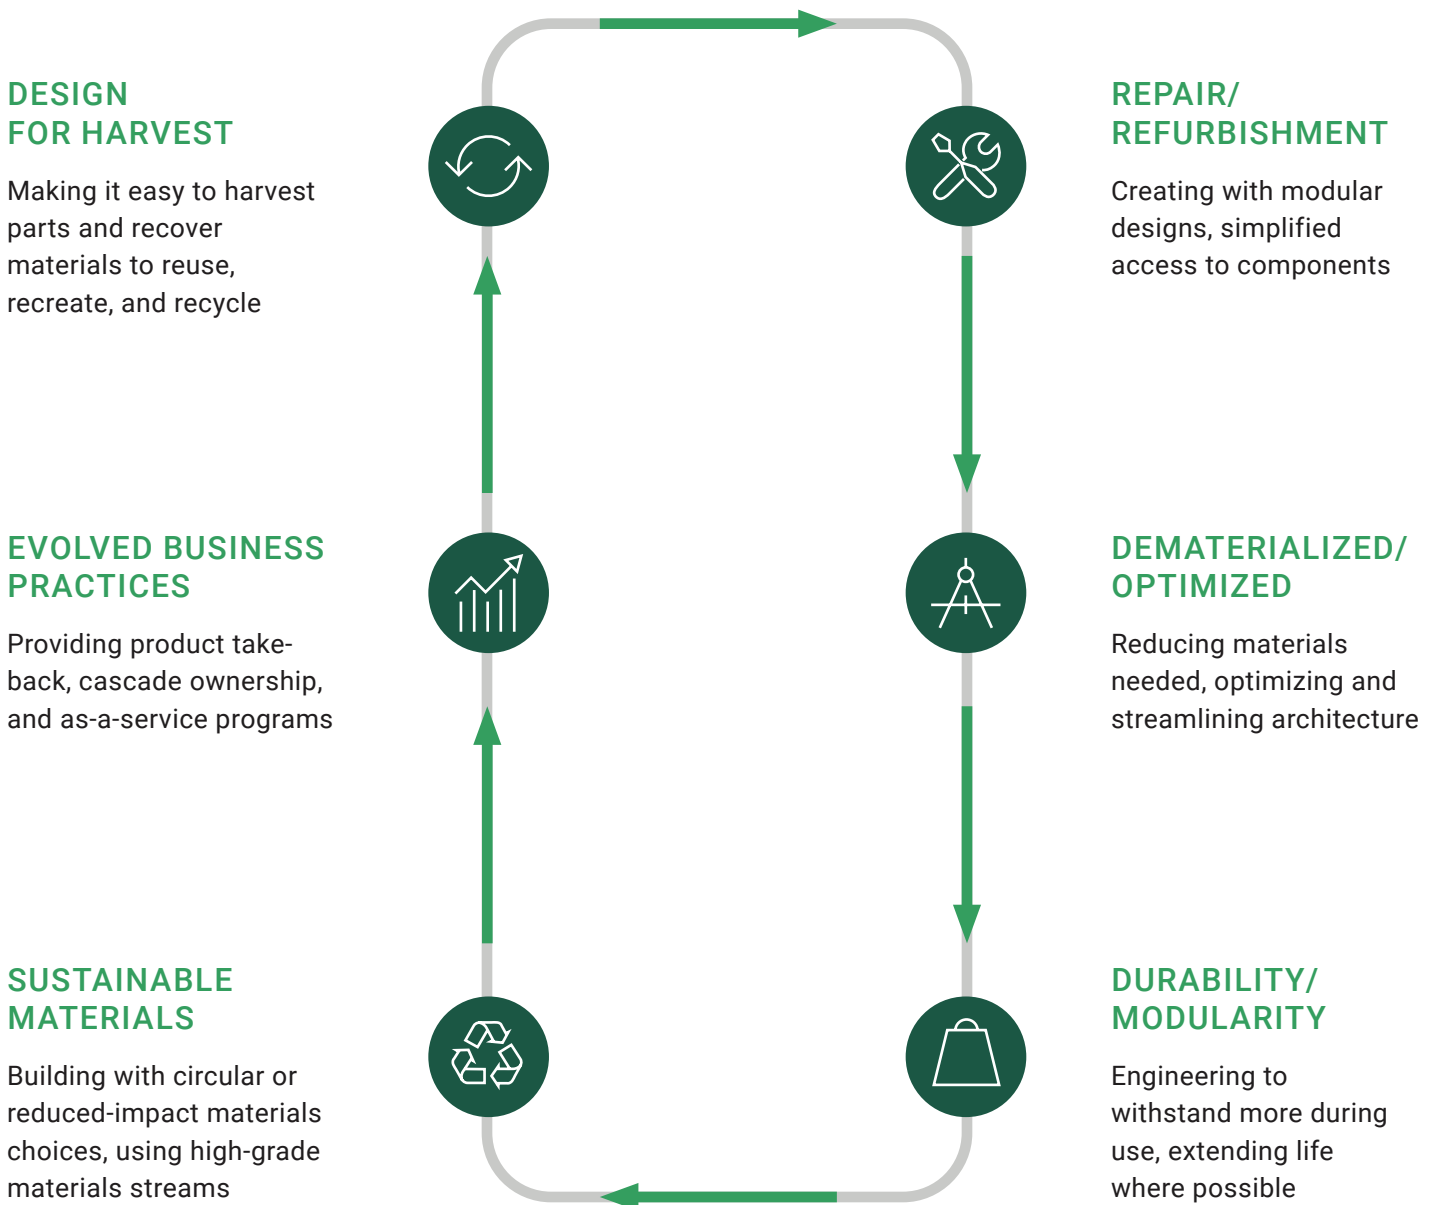 DESIGN
FOR HARVEST
Making it easy to harvest
parts and recover
materials to reuse,
recreate, and recycle
REPAIR/
REFURBISHMENT
Creating with modular
designs, simplified
access to components
EVOLVED BUSINESS
PRACTICES
Providing product take-
back, cascade ownership,
and as-a-service programs
DEMATERIALIZED/
OPTIMIZED
Reducing materials
needed, optimizing and
streamlining architecture
SUSTAINABLE
MATERIALS
Building with circular or
reduced-impact materials
choices, using high-grade
materials streams
DURABILITY/
MODULARITY
Engineering to
withstand more during
use, extending life
where possible